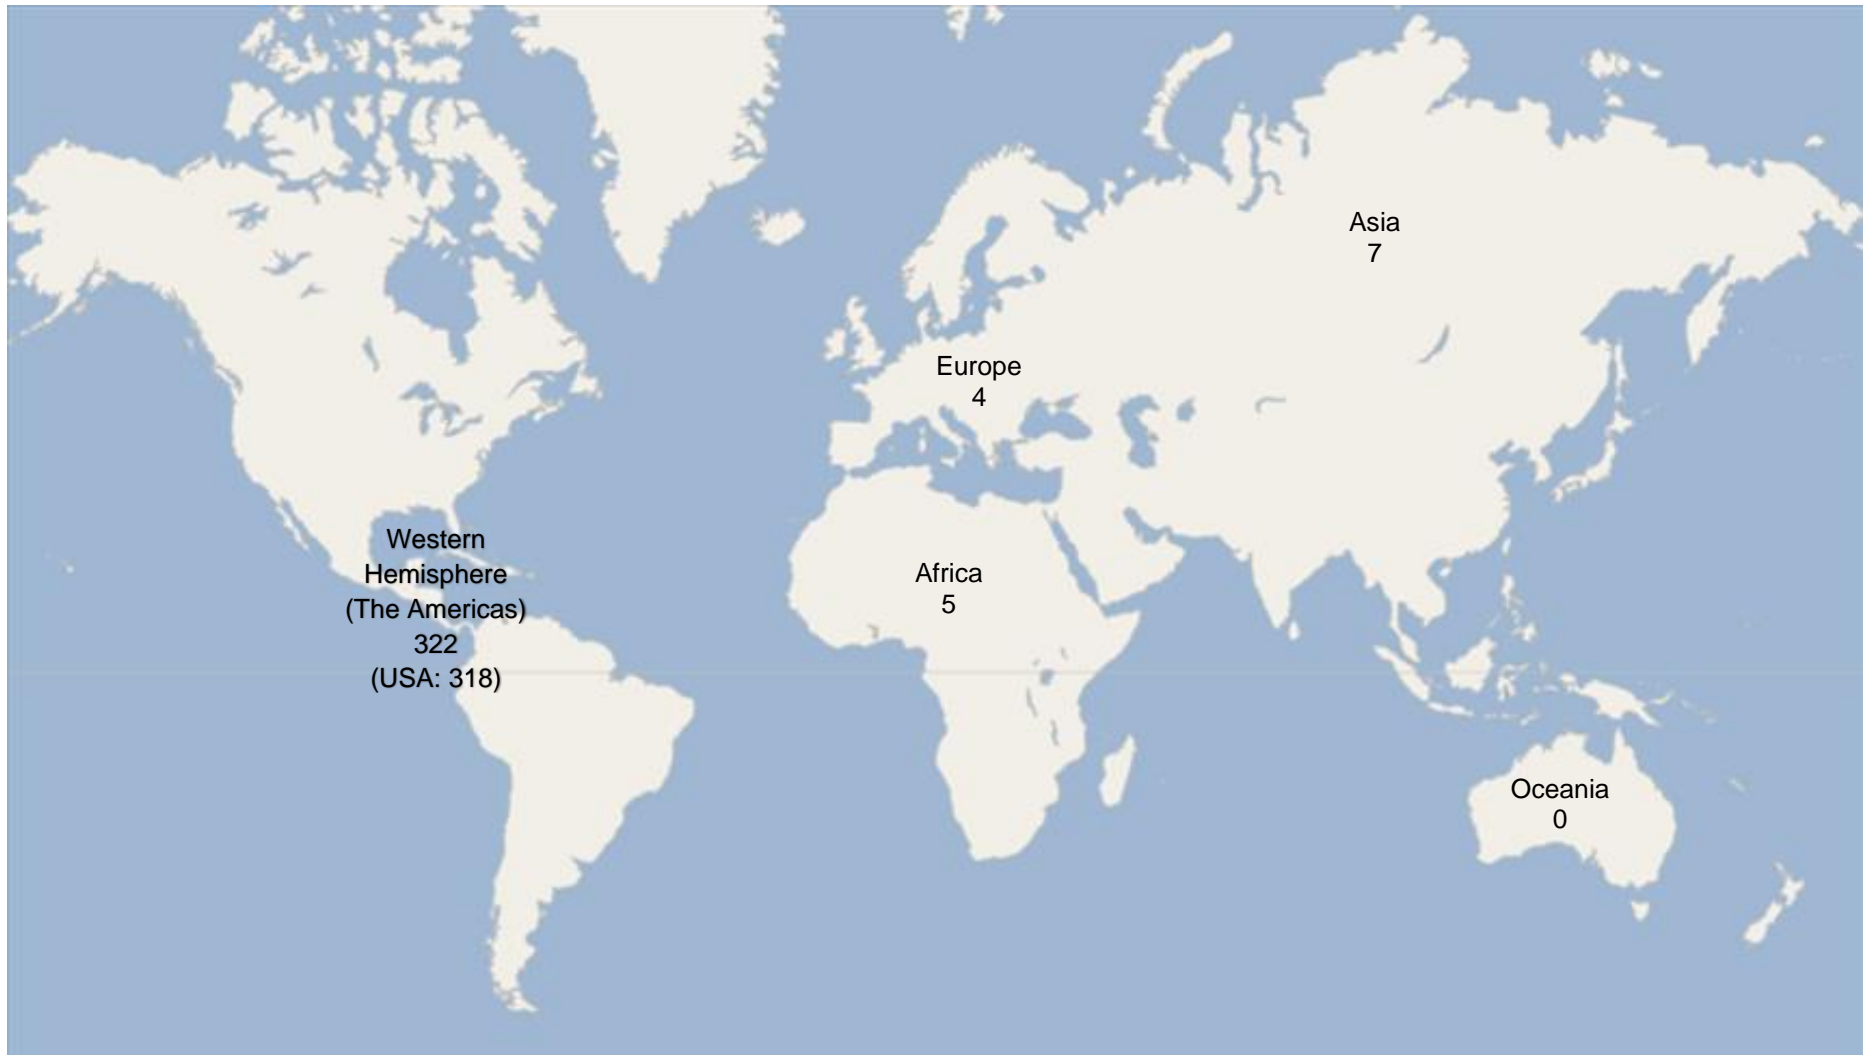 Asia
7
Europe
4
Western
Hemisphere
(The Americas)
322
(USA: 318)
Africa
5
Oceania
0